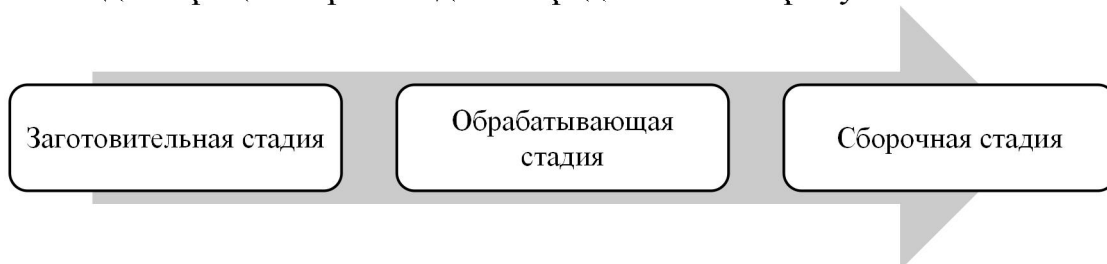 Заготовительная стадия
Обрабатывающая
стадия
Сборочная стадия